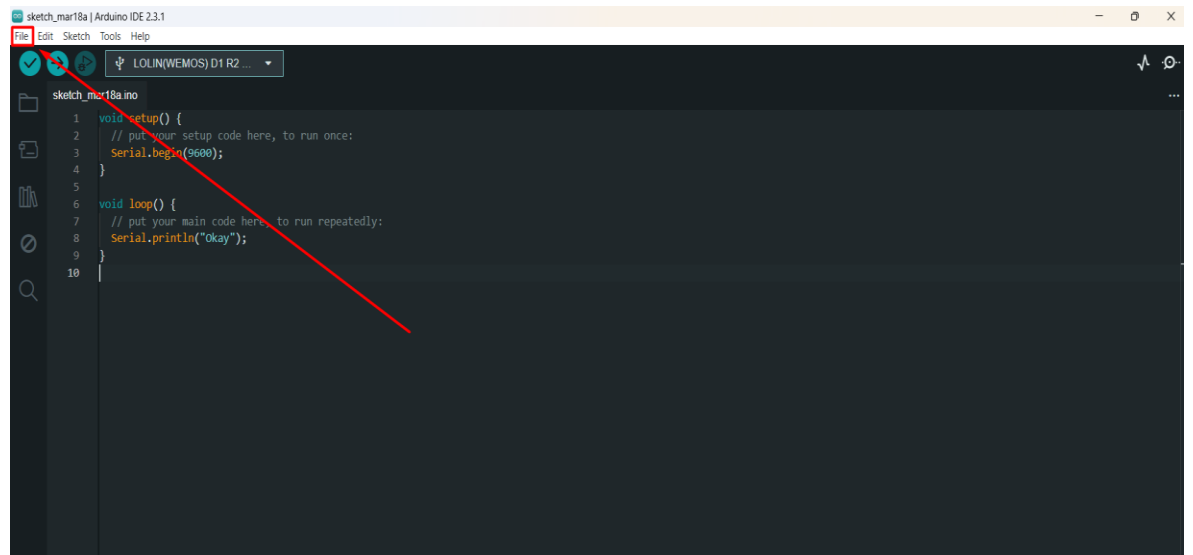 sketch_mar18a | Arduino IDE 2.3.1
File Edit Sketch Tools Help
LOLIN(WEMOS) D1 R2 ...
sketch_mar18a.ino
1 void setup() {
2 // put your setup code here, to run once:
3 Serial.begin(9600);
4 }
5
6 void loop() {
7 // put your main code here, to run repeatedly:
8 Serial.println("Okay");
9 }
10